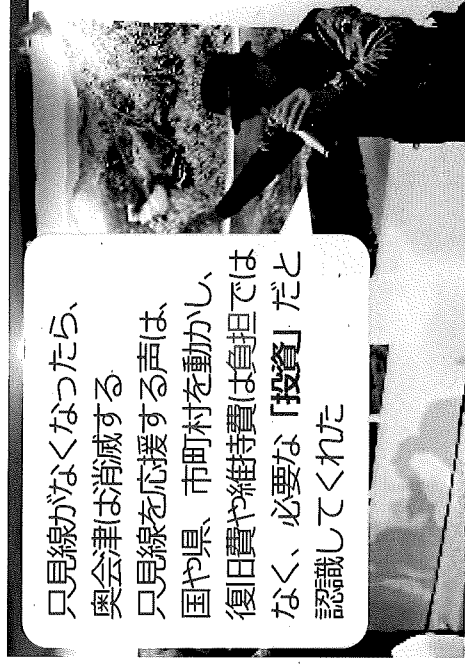 只見線がなくなったら、
奥会津は消滅する
只見線を応援する声は、
国や県、市町村を動かし、
復旧費や維持費は負担では
なく、必要な「投資」だと
認識してくれた